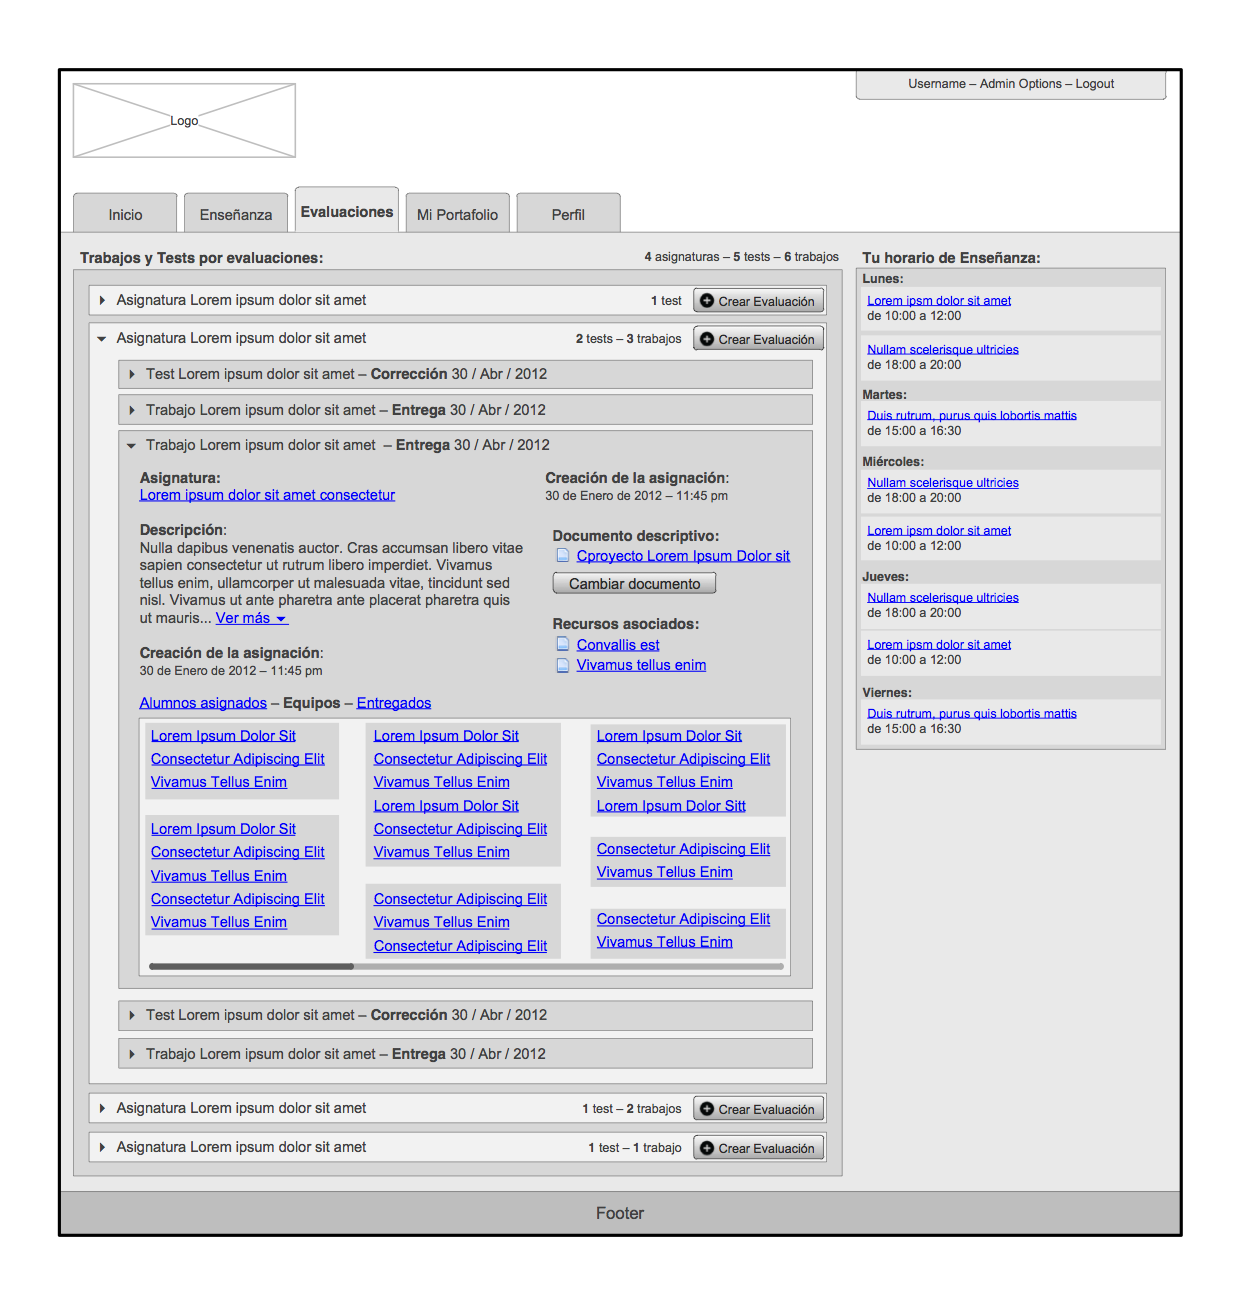 Username – Admin Options – Logout
Logo
Inicio
Enseñanza
Evaluaciones
Mi Portafolio
Perfil
Trabajos y Tests por evaluaciones:
4 asignaturas – 5 tests – 6 trabajos
Asignatura Lorem ipsum dolor sit amet
1 test
Crear Evaluación
Asignatura Lorem ipsum dolor sit amet
2 tests – 3 trabajos
Crear Evaluación
Test Lorem ipsum dolor sit amet – Corrección 30 / Abr / 2012
Trabajo Lorem ipsum dolor sit amet – Entrega 30 / Abr / 2012
Trabajo Lorem ipsum dolor sit amet – Entrega 30 / Abr / 2012
Asignatura:
Lorem ipsum dolor sit amet consectetur
Descripción:
Nulla dapibus venenatis auctor. Cras accumsan libero vitae
sapien consectetur ut rutrum libero imperdiet. Vivamus
tellus enim, ullamcorper ut malesuada vitae, tincidunt sed
nisl. Vivamus ut ante pharetra ante placerat pharetra quis
ut mauris... Ver más
Creación de la asignación:
30 de Enero de 2012 – 11:45 pm
Creación de la asignación:
30 de Enero de 2012 – 11:45 pm
Documento descriptivo:
Cproyecto Lorem Ipsum Dolor sit
Cambiar documento
Recursos asociados:
Convallis est
Vivamus tellus enim
Alumnos asignados – Equipos – Entregados
Lorem Ipsum Dolor Sit
Consectetur Adipiscing Elit
Vivamus Tellus Enim
Lorem Ipsum Dolor Sit
Consectetur Adipiscing Elit
Vivamus Tellus Enim
Consectetur Adipiscing Elit
Vivamus Tellus Enim
Lorem Ipsum Dolor Sit
Consectetur Adipiscing Elit
Vivamus Tellus Enim
Lorem Ipsum Dolor Sit
Consectetur Adipiscing Elit
Vivamus Tellus Enim
Consectetur Adipiscing Elit
Vivamus Tellus Enim
Consectetur Adipiscing Elit
Lorem Ipsum Dolor Sit
Consectetur Adipiscing Elit
Vivamus Tellus Enim
Lorem Ipsum Dolor Sitt
Consectetur Adipiscing Elit
Vivamus Tellus Enim
Consectetur Adipiscing Elit
Vivamus Tellus Enim
Test Lorem ipsum dolor sit amet – Corrección 30 / Abr / 2012
Trabajo Lorem ipsum dolor sit amet – Entrega 30 / Abr / 2012
Asignatura Lorem ipsum dolor sit amet
1 test – 2 trabajos
Crear Evaluación
Asignatura Lorem ipsum dolor sit amet
1 test – 1 trabajo
Crear Evaluación
Tu horario de Enseñanza:
Lunes:
Lorem ipsm dolor sit amet
de 10:00 a 12:00
Nullam scelerisque ultricies
de 18:00 a 20:00
Martes:
Duis rutrum, purus quis lobortis mattis
de 15:00 a 16:30
Miércoles:
Nullam scelerisque ultricies
de 18:00 a 20:00
Lorem ipsm dolor sit amet
de 10:00 a 12:00
Jueves:
Nullam scelerisque ultricies
de 18:00 a 20:00
Lorem ipsm dolor sit amet
de 10:00 a 12:00
Viernes:
Duis rutrum, purus quis lobortis mattis
de 15:00 a 16:30
Footer